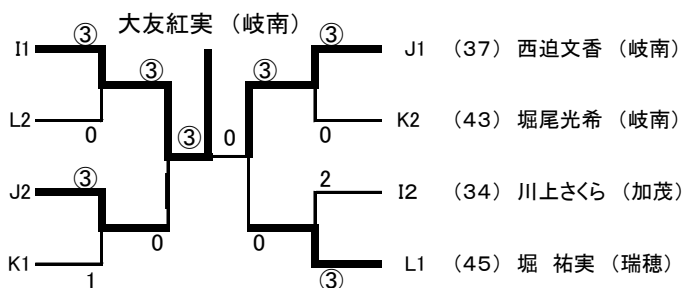 大友紅実 (岐南)
I1 ③ ③ ③ ③ J1 (37) 西迫文香 (岐南)
③ 0
L2 0 0 K2 (43) 堀尾光希 (岐南)
J2 ③ 2 I2 (34) 川上さくら (加茂)
0 0
K1 1 ③ L1 (45) 堀 祐実 (瑞穂)